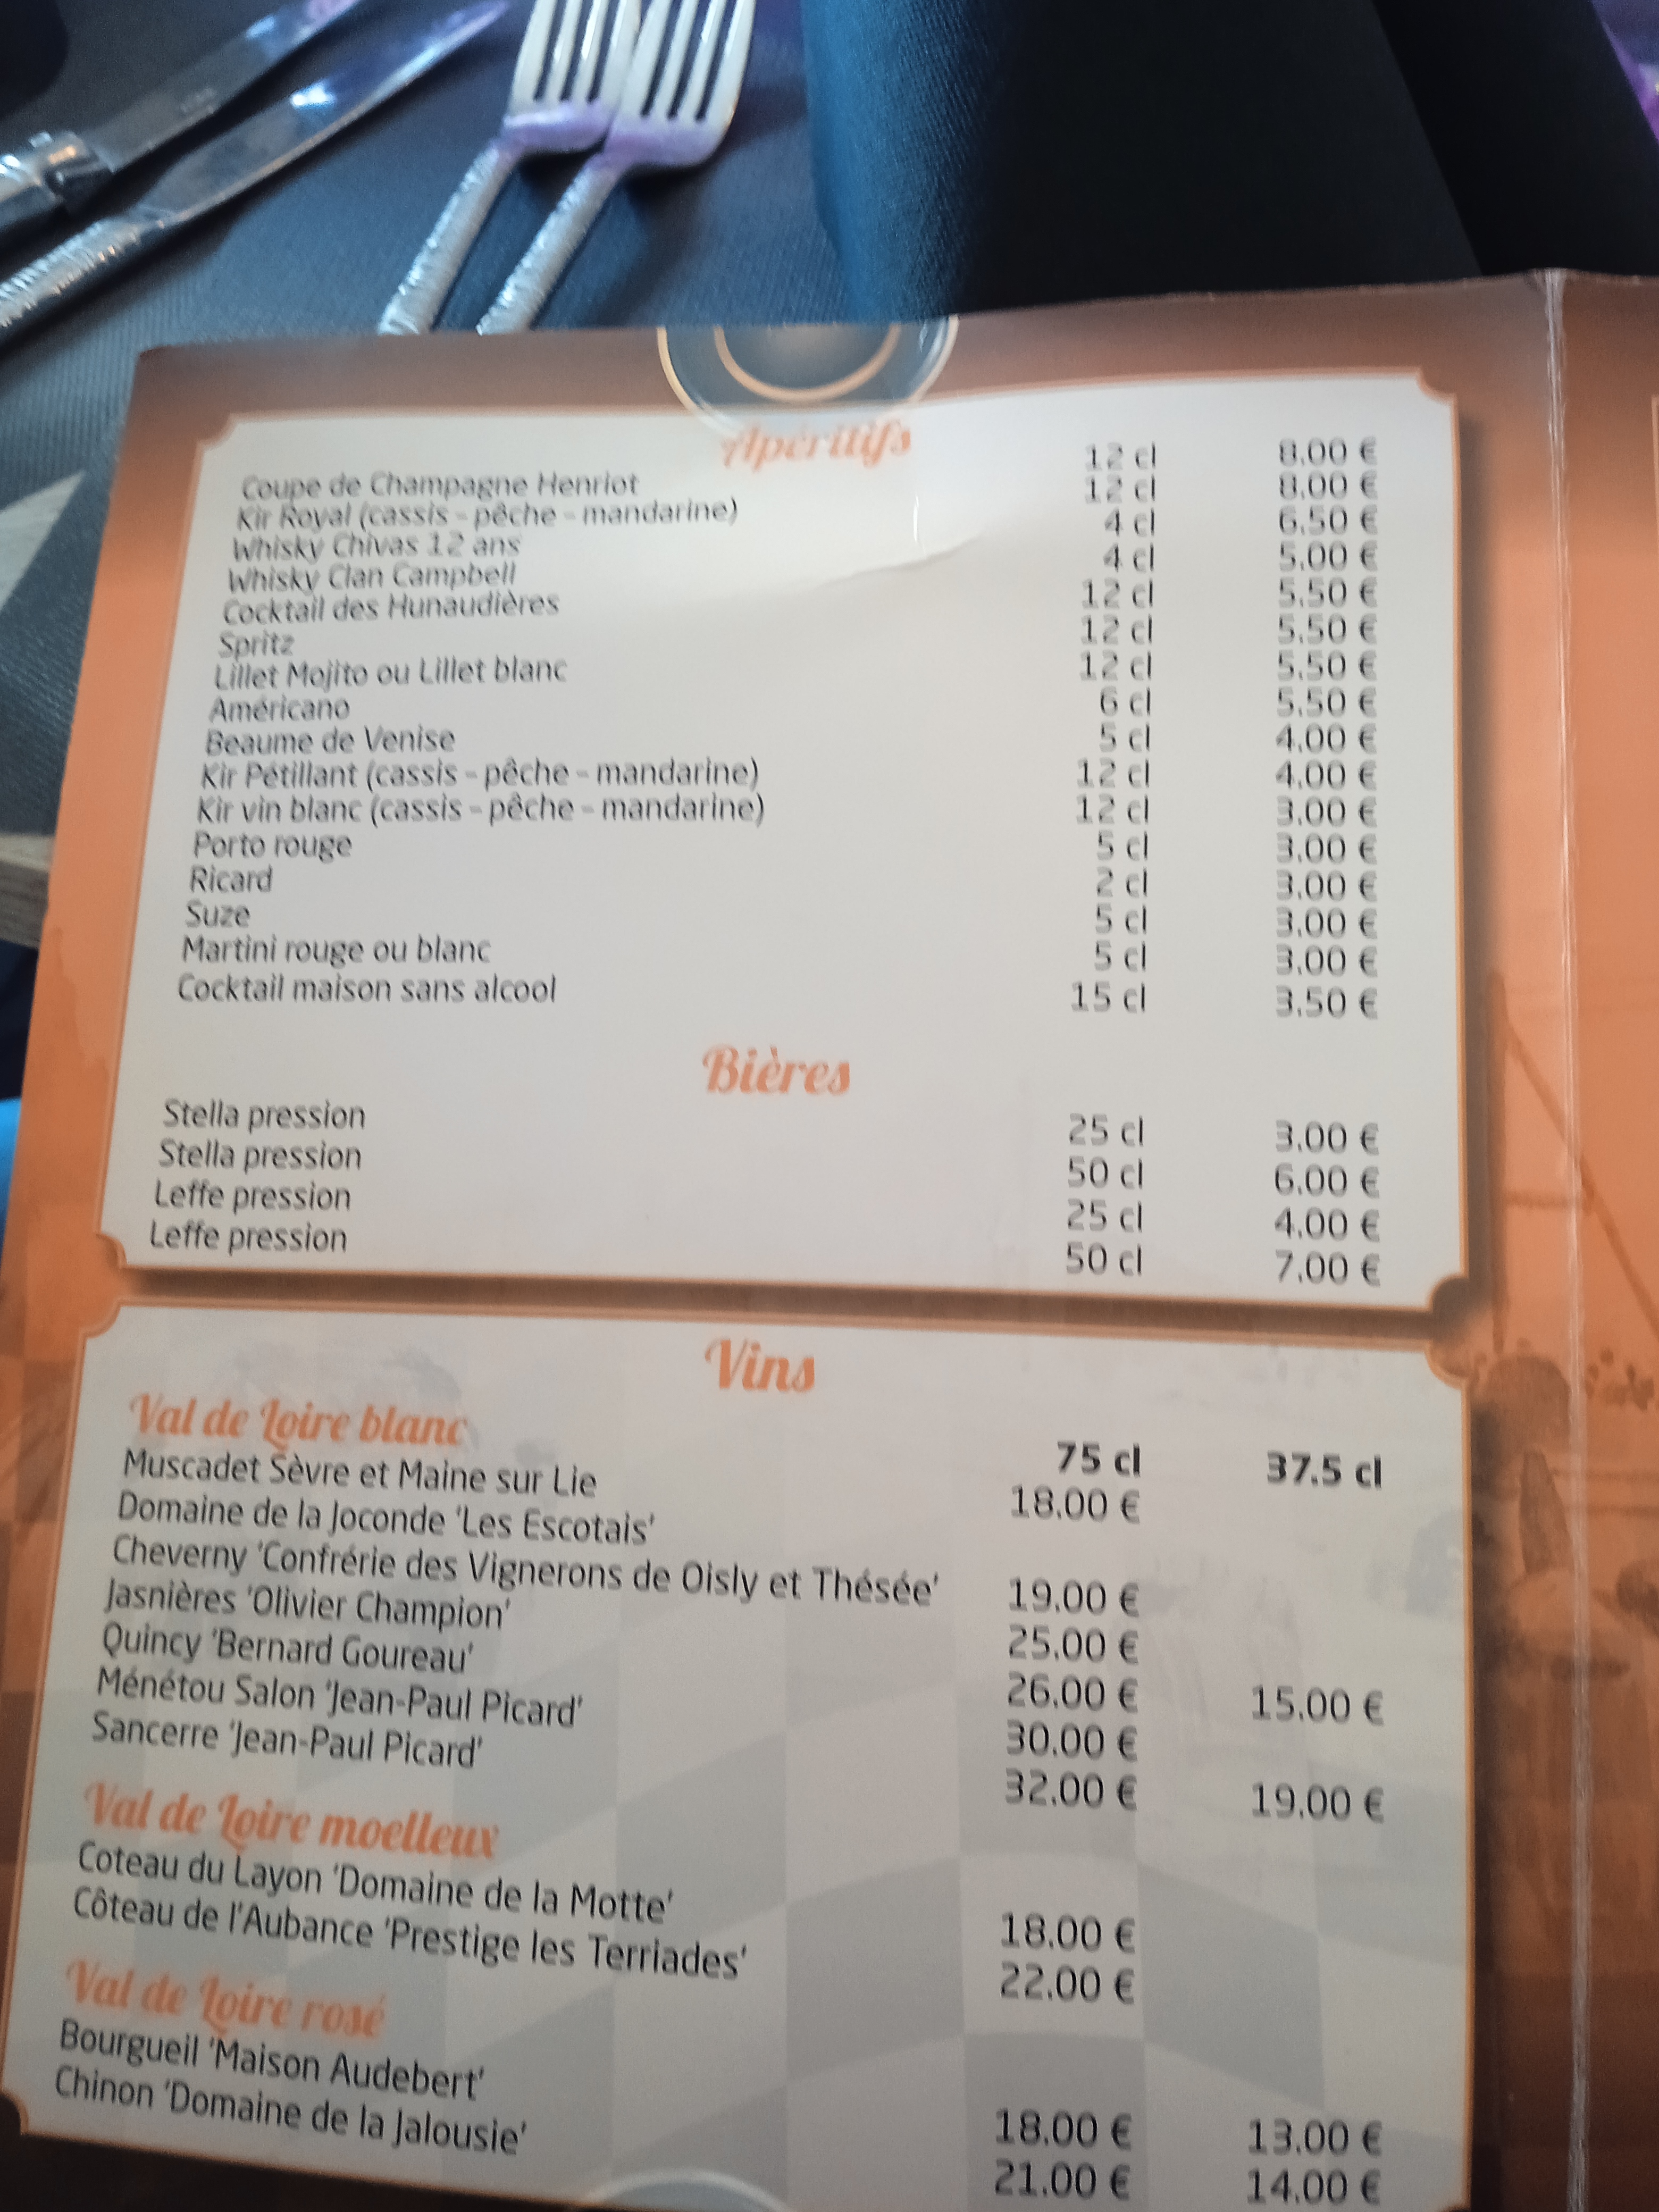 Apéritifs
Coupe de Champagne Henriot 12 cl 8.00 €
Kir Royal (cassis - pêche - mandarine) 12 cl 8.00 €
Whisky Chivas 12 ans 4 cl 6.50 €
Whisky Clan Campbell 4 cl 5.00 €
Cocktail des Hunaudières 12 cl 5.50 €
Spritz 12 cl 5.50 €
Lillet Mojito ou Lillet blanc 12 cl 5.50 €
Américano 6 cl 5.50 €
Beaume de Venise 5 cl 4.00 €
Kir Pétillant (cassis - pêche - mandarine) 12 cl 4.00 €
Kir vin blanc (cassis - pêche - mandarine) 12 cl 3.00 €
Porto rouge 5 cl 3.00 €
Ricard 2 cl 3.00 €
Suze 5 cl 3.00 €
Martini rouge ou blanc 5 cl 3.00 €
Cocktail maison sans alcool 15 cl 3.50 €
Bières
Stella pression 25 cl 3.00 €
Stella pression 50 cl 6.00 €
Leffe pression 25 cl 4.00 €
Leffe pression 50 cl 7.00 €
Vins
Val de Loire blanc 75 cl 37.5 cl
Muscadet Sèvre et Maine sur Lie 18.00 €
Domaine de la Joconde 'Les Escotais'
Cheverny 'Confrérie des Vignerons de Oisly et Thésée' 19.00 €
Jasnières 'Olivier Champion' 25.00 €
Quincy 'Bernard Goureau' 26.00 € 15.00 €
Ménétou Salon 'Jean-Paul Picard' 30.00 €
Sancerre 'Jean-Paul Picard' 32.00 € 19.00 €
Val de Loire moelleux
Coteau du Layon 'Domaine de la Motte' 18.00 €
Côteau de l'Aubance 'Prestige les Terriades' 22.00 €
Val de Loire rosé
Bourgueil 'Maison Audebert' 18.00 € 13.00 €
Chinon 'Domaine de la Jalousie' 21.00 € 14.00 €